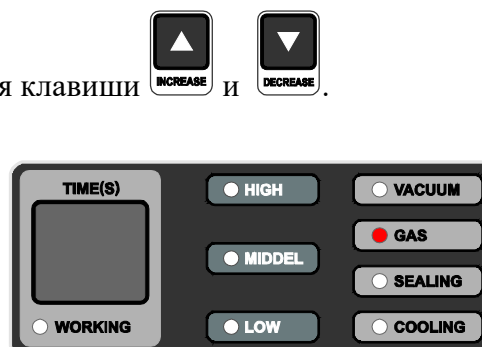 я клавиши INCREASE и DECREASE.
TIME(S) HIGH VACUUM
GAS
MIDDEL
SEALING
WORKING LOW COOLING